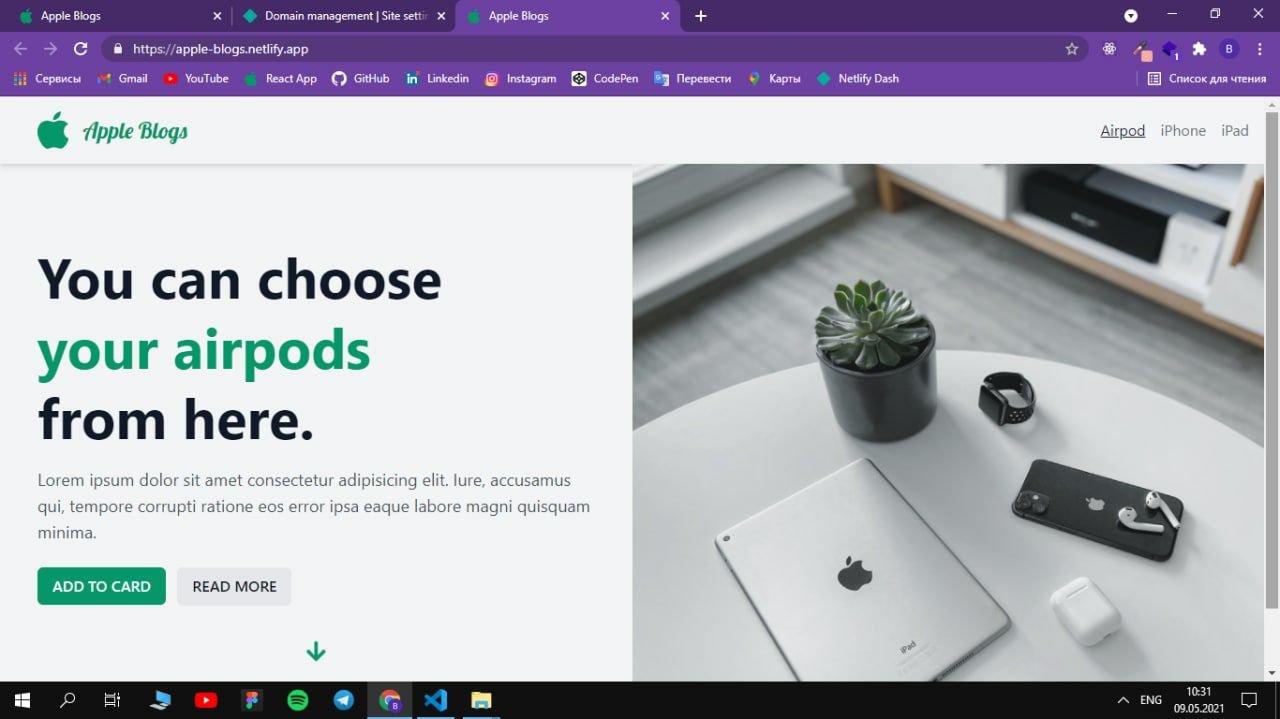 Apple Blogs
Domain management | Site settin
Apple Blogs
https://apple-blogs.netlify.app
B
1
Сервисы
Gmail
YouTube
React App
GitHub
Linkedin
Instagram
CodePen
Перевести
Карты
Netlify Dash
Список для чтения
Apple Blogs
Airpod
iPhone
iPad
You can choose
your airpods
from here.
Lorem ipsum dolor sit amet consectetur adipisicing elit. Iure, accusamus
qui, tempore corrupti ratione eos error ipsa eaque labore magni quisquam
minima.
ADD TO CARD
READ MORE
iPad
B
ENG
10:31
09.05.2021